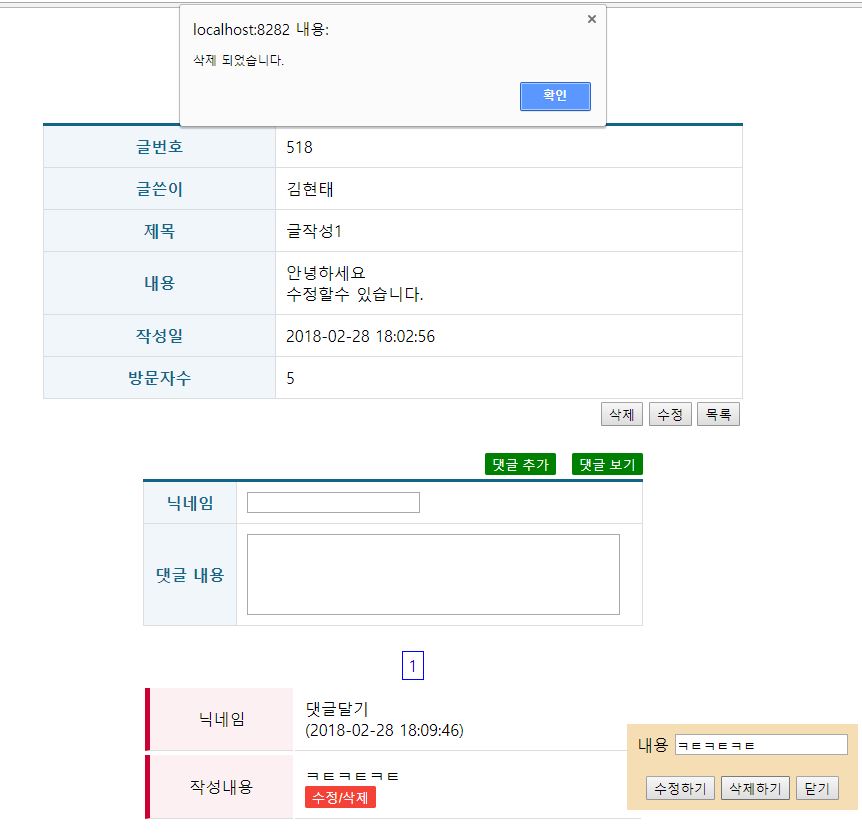 localhost:8282 내용:
삭제 되었습니다.
확인
글번호 518
글쓴이 김현태
제목 글작성1
내용 안녕하세요
수정할수 있습니다.
작성일 2018-02-28 18:02:56
방문자수 5
삭제 수정 목록
댓글 추가 댓글 보기
닉네임
댓글 내용
1
닉네임 댓글달기
(2018-02-28 18:09:46)
작성내용 ㅋㅌㅋㅌㅋㅌ
수정/삭제
내용 ㅋㅌㅋㅌㅋㅌ
수정하기 삭제하기 닫기